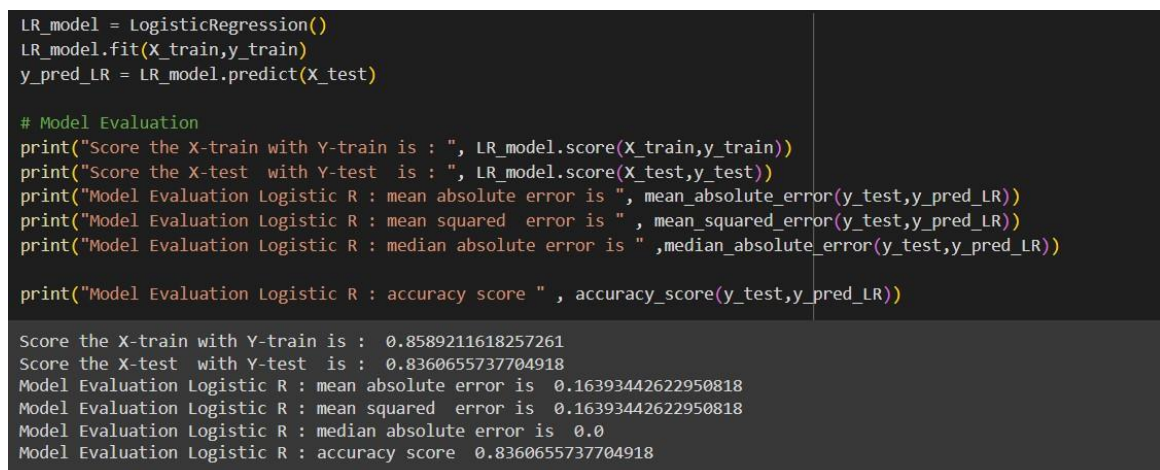 LR_model = LogisticRegression()
LR_model.fit(X_train,y_train)
y_pred_LR = LR_model.predict(X_test)
# Model Evaluation
print("Score the X-train with Y-train is : ", LR_model.score(X_train,y_train))
print("Score the X-test  with Y-test  is : ", LR_model.score(X_test,y_test))
print("Model Evaluation Logistic R : mean absolute error is ", mean_absolute_error(y_test,y_pred_LR))
print("Model Evaluation Logistic R : mean squared  error is " , mean_squared_error(y_test,y_pred_LR))
print("Model Evaluation Logistic R : median absolute error is " ,median_absolute_error(y_test,y_pred_LR))
print("Model Evaluation Logistic R : accuracy score " , accuracy_score(y_test,y_pred_LR))
Score the X-train with Y-train is :  0.8589211618257261
Score the X-test  with Y-test  is :  0.8360655737704918
Model Evaluation Logistic R : mean absolute error is  0.16393442622950818
Model Evaluation Logistic R : mean squared  error is  0.16393442622950818
Model Evaluation Logistic R : median absolute error is  0.0
Model Evaluation Logistic R : accuracy score  0.8360655737704918